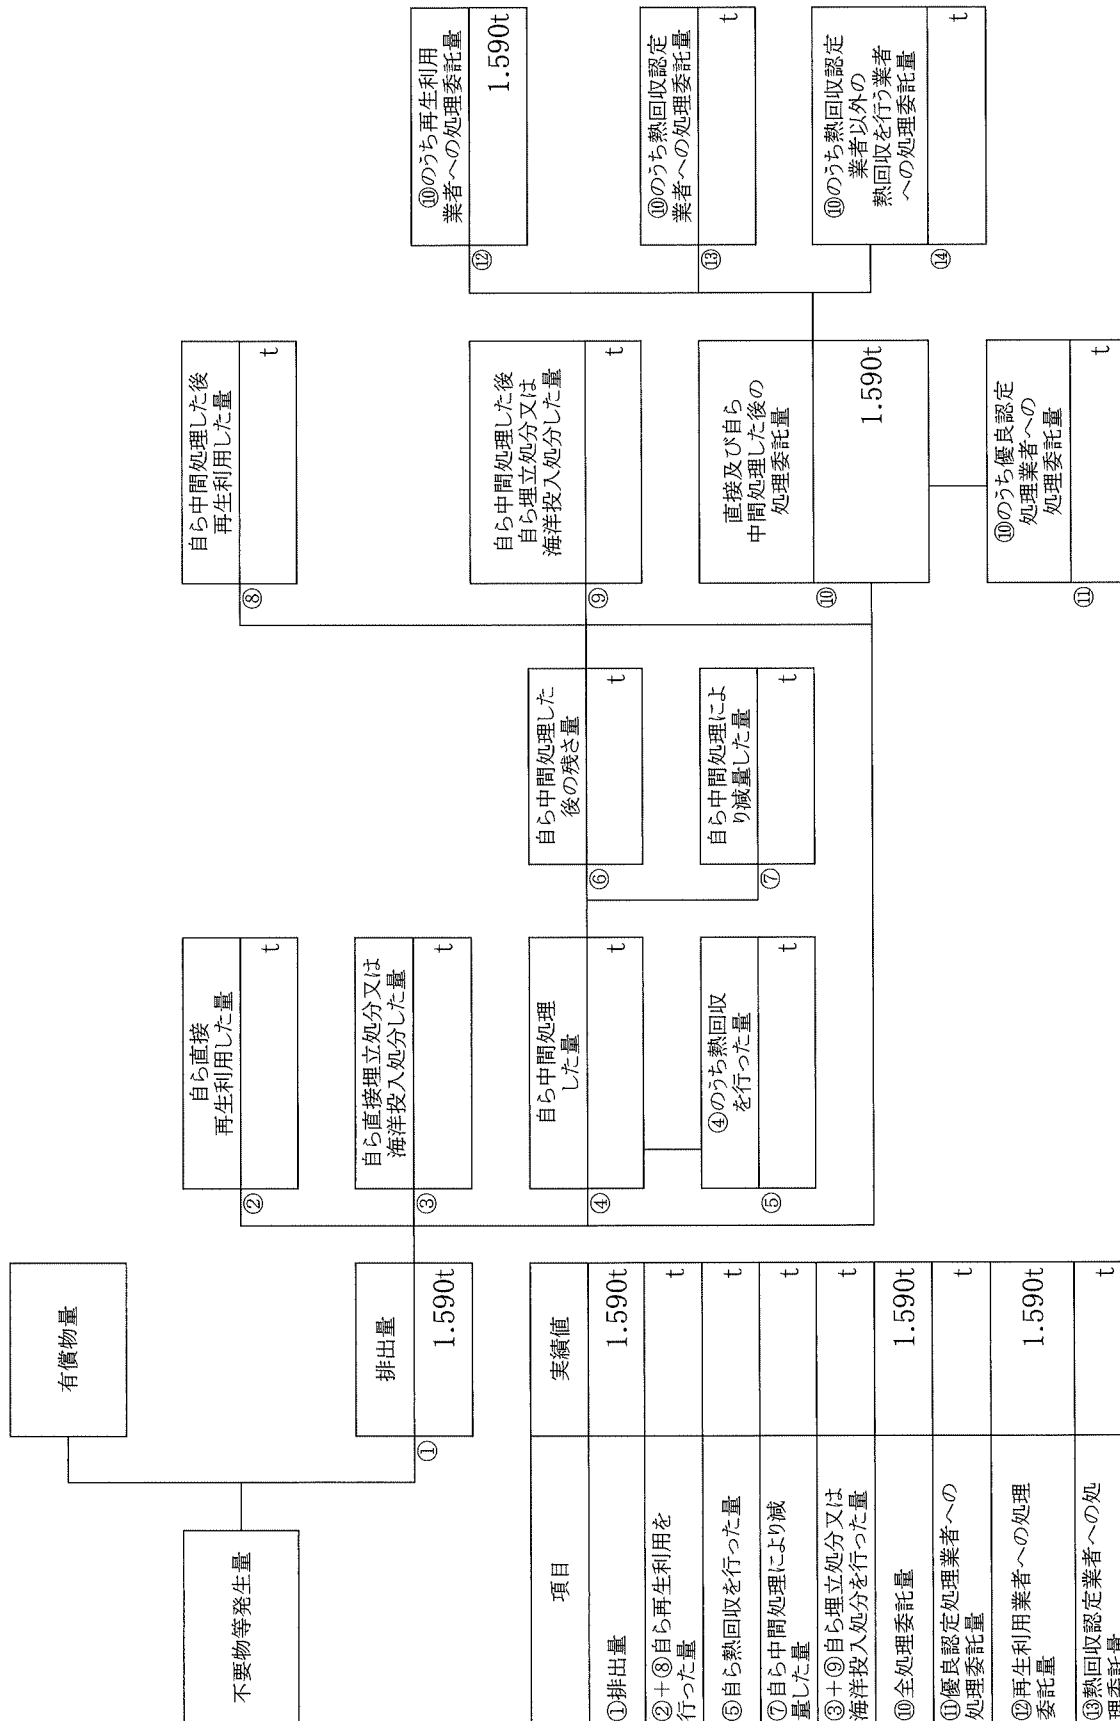 不要物等発生量
有償物量
排出量
①
1.590t
自ら直接
再生利用した量
②
t
自ら直接埋立処分又は
海洋投入処分した量
③
t
自ら中間処理
した量
④
t
④のうち熱回収
を行った量
⑤
t
自ら中間処理した
後の残さ量
⑥
t
自ら中間処理によ
り減量した量
⑦
t
自ら中間処理した後
再生利用した量
⑧
t
自ら中間処理した後
自ら埋立処分又は
海洋投入処分した量
⑨
t
直接及び自ら
中間処理した後の
処理委託量
⑩
1.590t
⑩のうち優良認定
処理業者への
処理委託量
⑪
t
⑩のうち再生利用
業者への処理委託量
⑫
1.590t
⑩のうち熱回収認定
業者への処理委託量
⑬
t
⑩のうち熱回収認定
業者以外の
熱回収を行う業者
への処理委託量
⑭
t
項目 実績値
①排出量 1.590t
②+⑧自ら再生利用を
行った量 t
⑤自ら熱回収を行った量 t
⑦自ら中間処理により減
量した量 t
③+⑨自ら埋立処分又は
海洋投入処分を行った量 t
⑩全処理委託量 1.590t
⑪優良認定処理業者への
処理委託量 t
⑫再生利用業者への処理
委託量 1.590t
⑬熱回収認定業者への処
理委託量 t